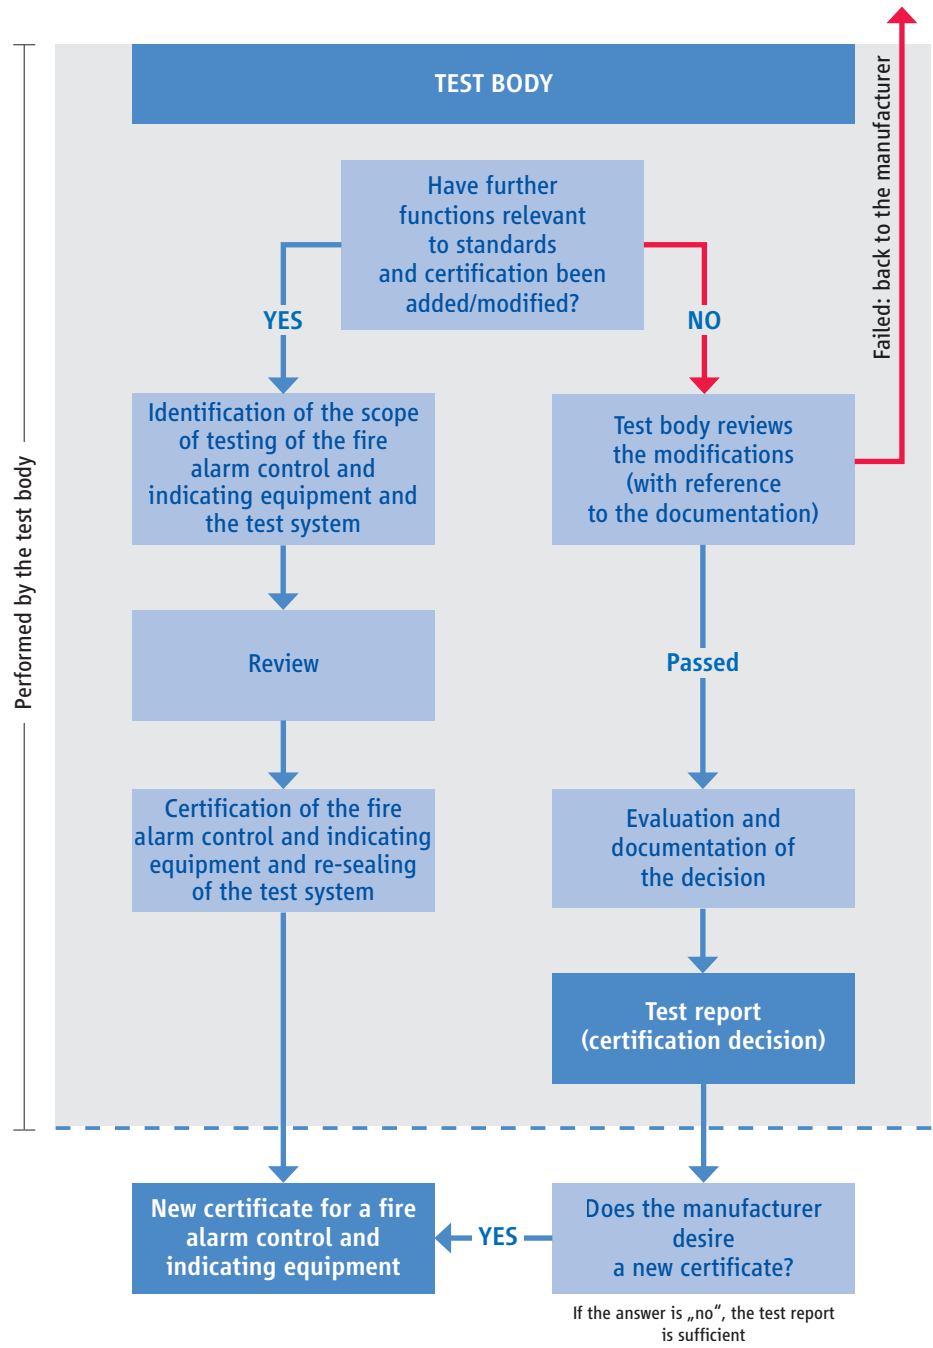 TEST BODY
Failed: back to the manufacturer
Performed by the test body
Have further
functions relevant
to standards
and certification been
added/modified?
YES
NO
Identification of the scope
of testing of the fire
alarm control and
indicating equipment and
the test system
Test body reviews
the modifications
(with reference
to the documentation)
Review
Passed
Certification of the fire
alarm control and indicating
equipment and re-sealing
of the test system
Evaluation and
documentation of
the decision
Test report
(certification decision)
New certificate for a fire
alarm control and
indicating equipment
YES
Does the manufacturer
desire
a new certificate?
If the answer is „no“, the test report
is sufficient